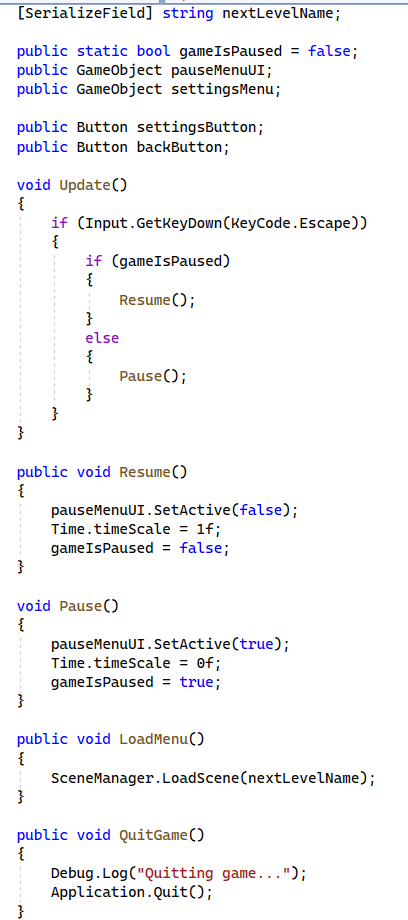 [SerializeField] string nextLevelName;

public static bool gameIsPaused = false;
public GameObject pauseMenuUI;
public GameObject settingsMenu;

public Button settingsButton;
public Button backButton;

void Update()
{
    if (Input.GetKeyDown(KeyCode.Escape))
    {
        if (gameIsPaused)
        {
            Resume();
        }
        else
        {
            Pause();
        }
    }
}

public void Resume()
{
    pauseMenuUI.SetActive(false);
    Time.timeScale = 1f;
    gameIsPaused = false;
}

void Pause()
{
    pauseMenuUI.SetActive(true);
    Time.timeScale = 0f;
    gameIsPaused = true;
}

public void LoadMenu()
{
    SceneManager.LoadScene(nextLevelName);
}

public void QuitGame()
{
    Debug.Log("Quitting game...");
    Application.Quit();
}